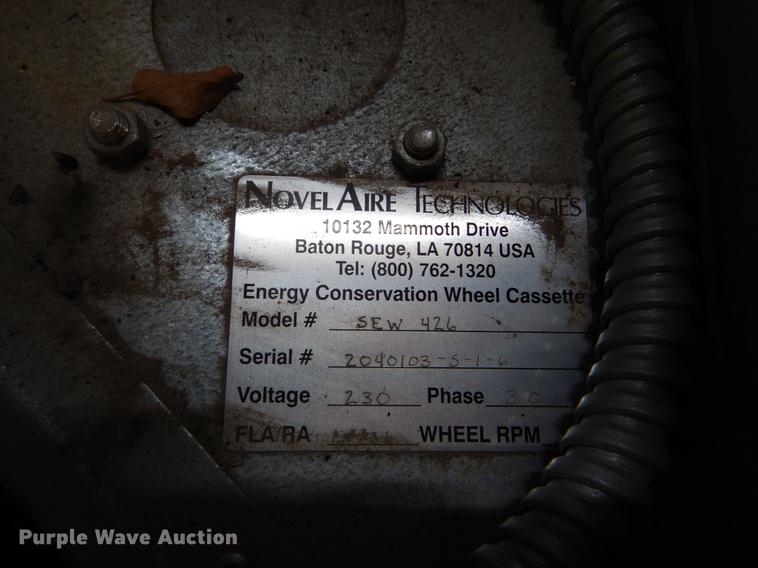 NOVELAIRE TECHNOLOGIES
10132 Mammoth Drive
Baton Rouge, LA 70814 USA
Tel: (800) 762-1320
Energy Conservation Wheel Cassette
Model # SEW 426
Serial # 2040103-S-1-6
Voltage 230 Phase 3Ø
FLA/RA WHEEL RPM
Purple Wave Auction